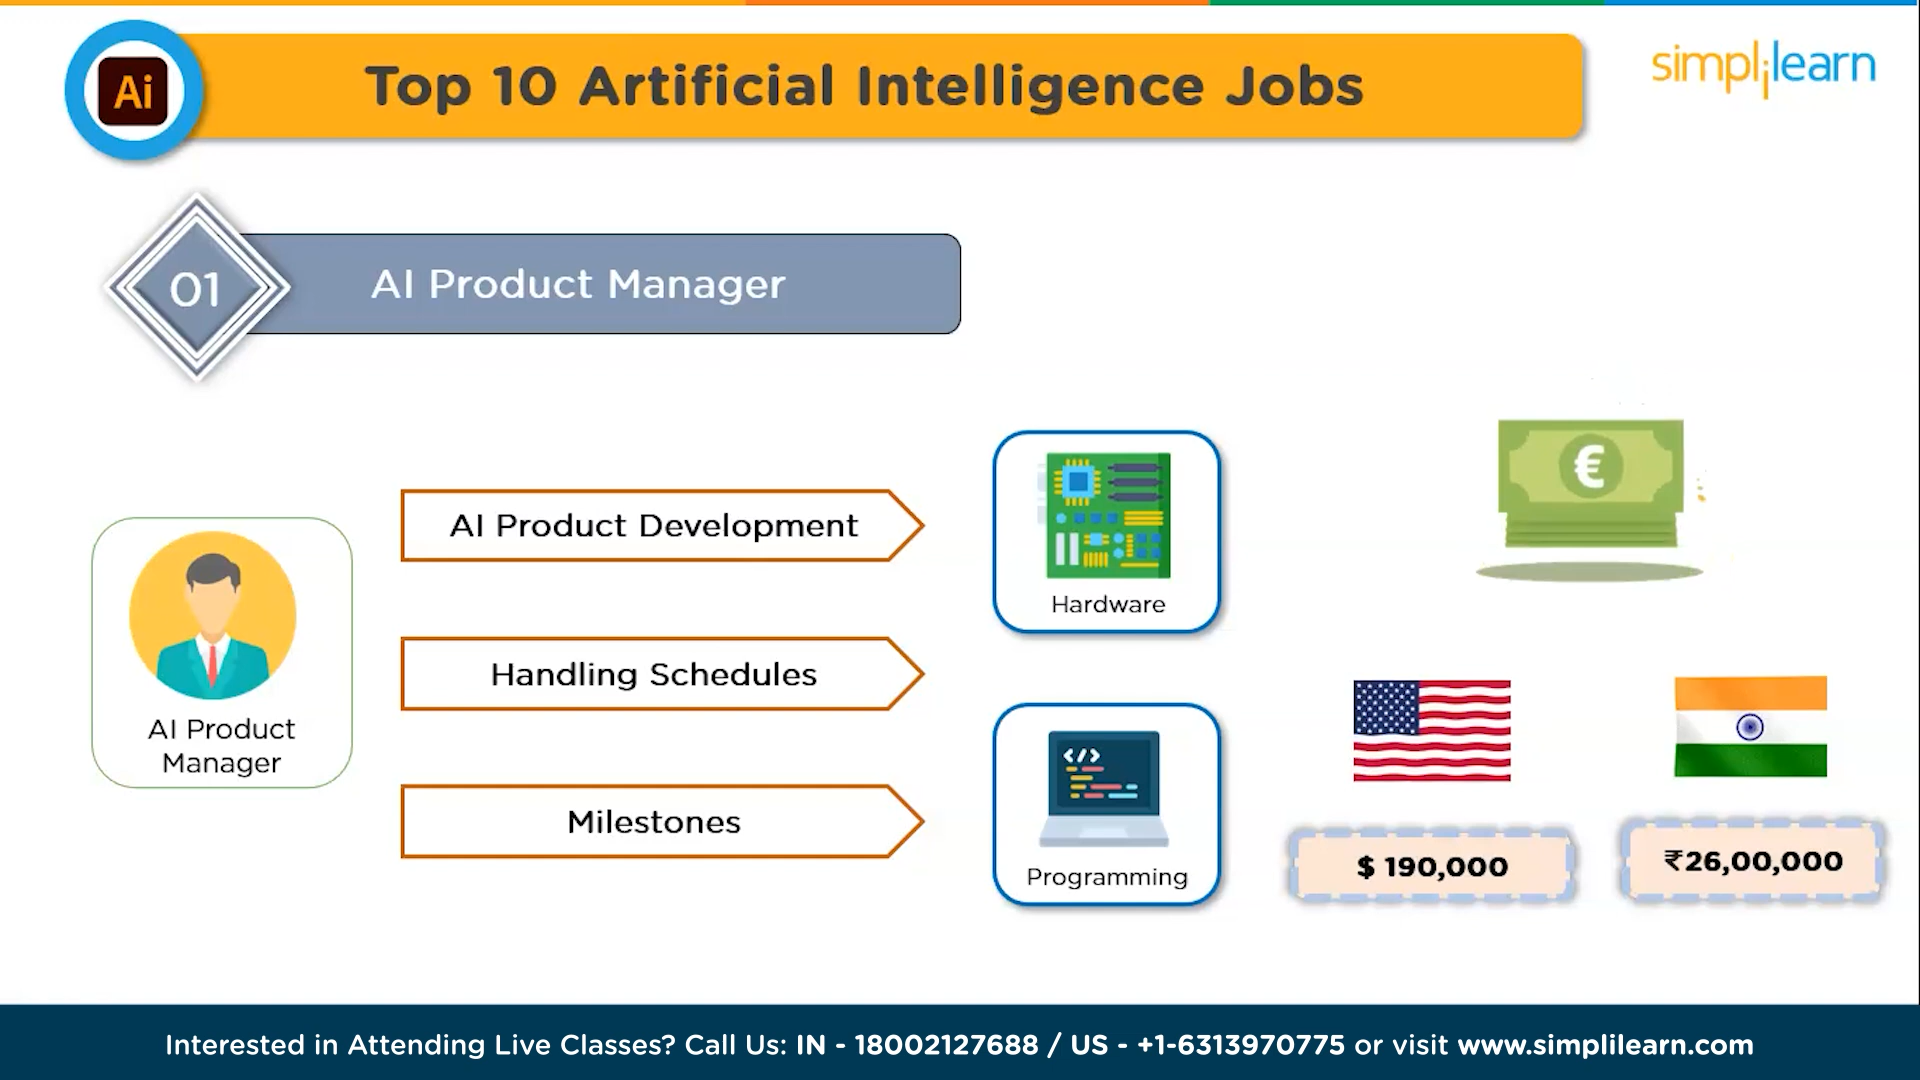 Ai
Top 10 Artificial Intelligence Jobs
simplilearn
01
AI Product Manager
AI Product Development
Handling Schedules
Milestones
AI Product
Manager
Hardware
</>
Programming
€
$ 190,000
₹26,00,000
Interested in Attending Live Classes? Call Us: IN - 18002127688 / US - +1-6313970775 or visit www.simplilearn.com